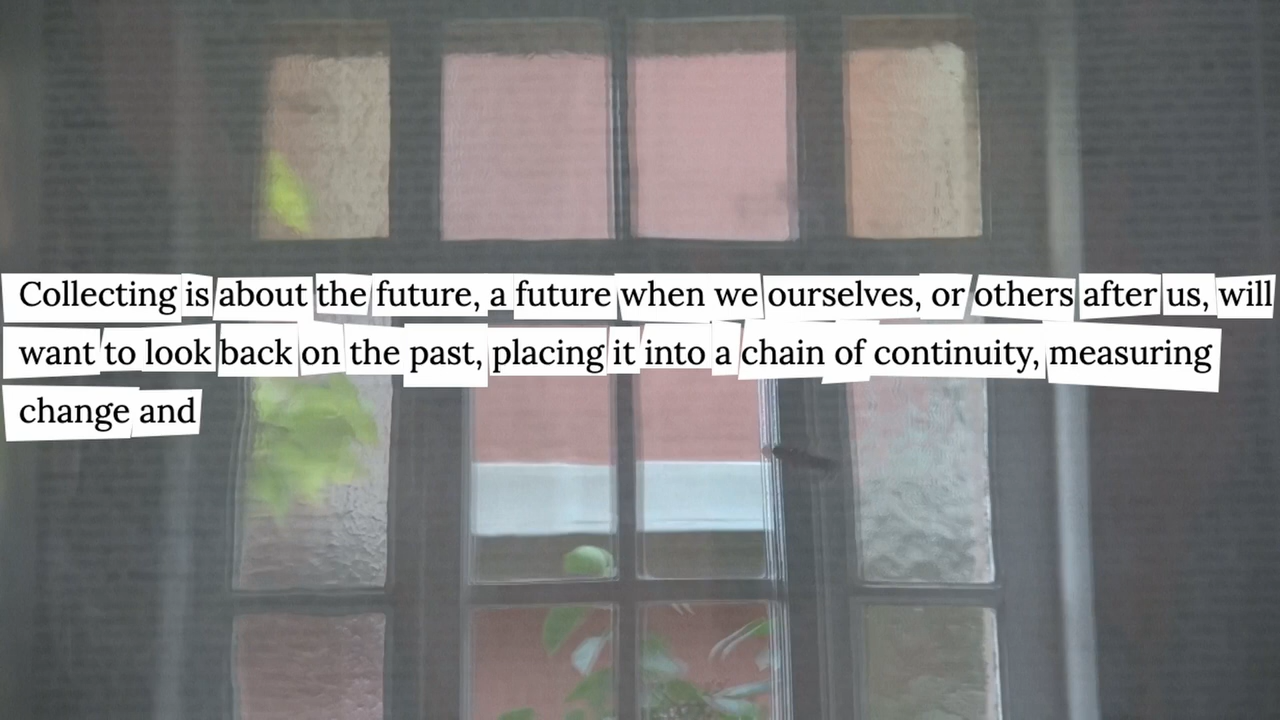 Collecting is about the future, a future when we ourselves, or others after us, will
want to look back on the past, placing it into a chain of continuity, measuring
change and